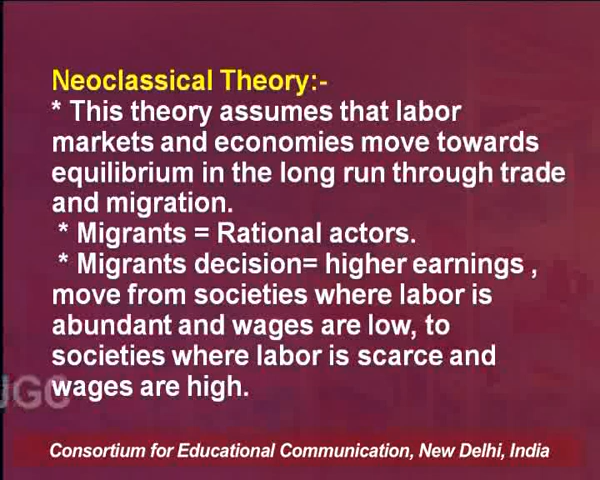 Neoclassical Theory:-
* This theory assumes that labor
markets and economies move towards
equilibrium in the long run through trade
and migration.
* Migrants = Rational actors.
* Migrants decision= higher earnings ,
move from societies where labor is
abundant and wages are low, to
societies where labor is scarce and
wages are high.
UGC
Consortium for Educational Communication, New Delhi, India